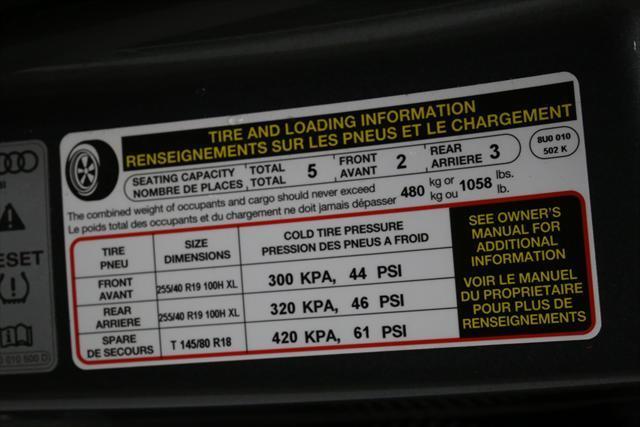 TIRE AND LOADING INFORMATION
RENSEIGNEMENTS SUR LES PNEUS ET LE CHARGEMENT
SEATING CAPACITY TOTAL 5 FRONT 2 REAR 3
NOMBRE DE PLACES TOTAL AVANT ARRIERE
8U0 010
502 K
The combined weight of occupants and cargo should never exceed 480 kg or 1058 lbs.
Le poids total des occupants et du chargement ne doit jamais dépasser kg ou lb.
TIRE
PNEU
SIZE
DIMENSIONS
COLD TIRE PRESSURE
PRESSION DES PNEUS A FROID
FRONT
AVANT
255/40 R19 100H XL
300 KPA, 44 PSI
REAR
ARRIERE
255/40 R19 100H XL
320 KPA, 46 PSI
SPARE
DE SECOURS
T 145/80 R18
420 KPA, 61 PSI
SEE OWNER'S
MANUAL FOR
ADDITIONAL
INFORMATION
VOIR LE MANUEL
DU PROPRIETAIRE
POUR PLUS DE
RENSEIGNEMENTS